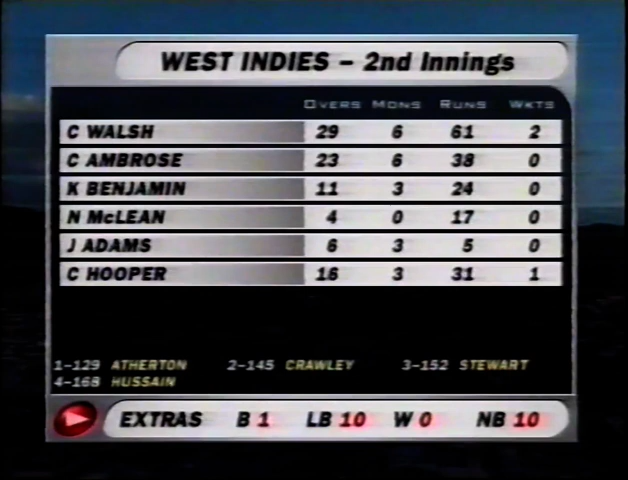 WEST INDIES – 2nd Innings
OVERS MDNS RUNS WKTS
C WALSH 29 6 61 2
C AMBROSE 23 6 38 0
K BENJAMIN 11 3 24 0
N McLEAN 4 0 17 0
J ADAMS 6 3 5 0
C HOOPER 16 3 31 1
1-129 ATHERTON 2-145 CRAWLEY 3-152 STEWART
4-168 HUSSAIN
EXTRAS B 1 LB 10 W 0 NB 10